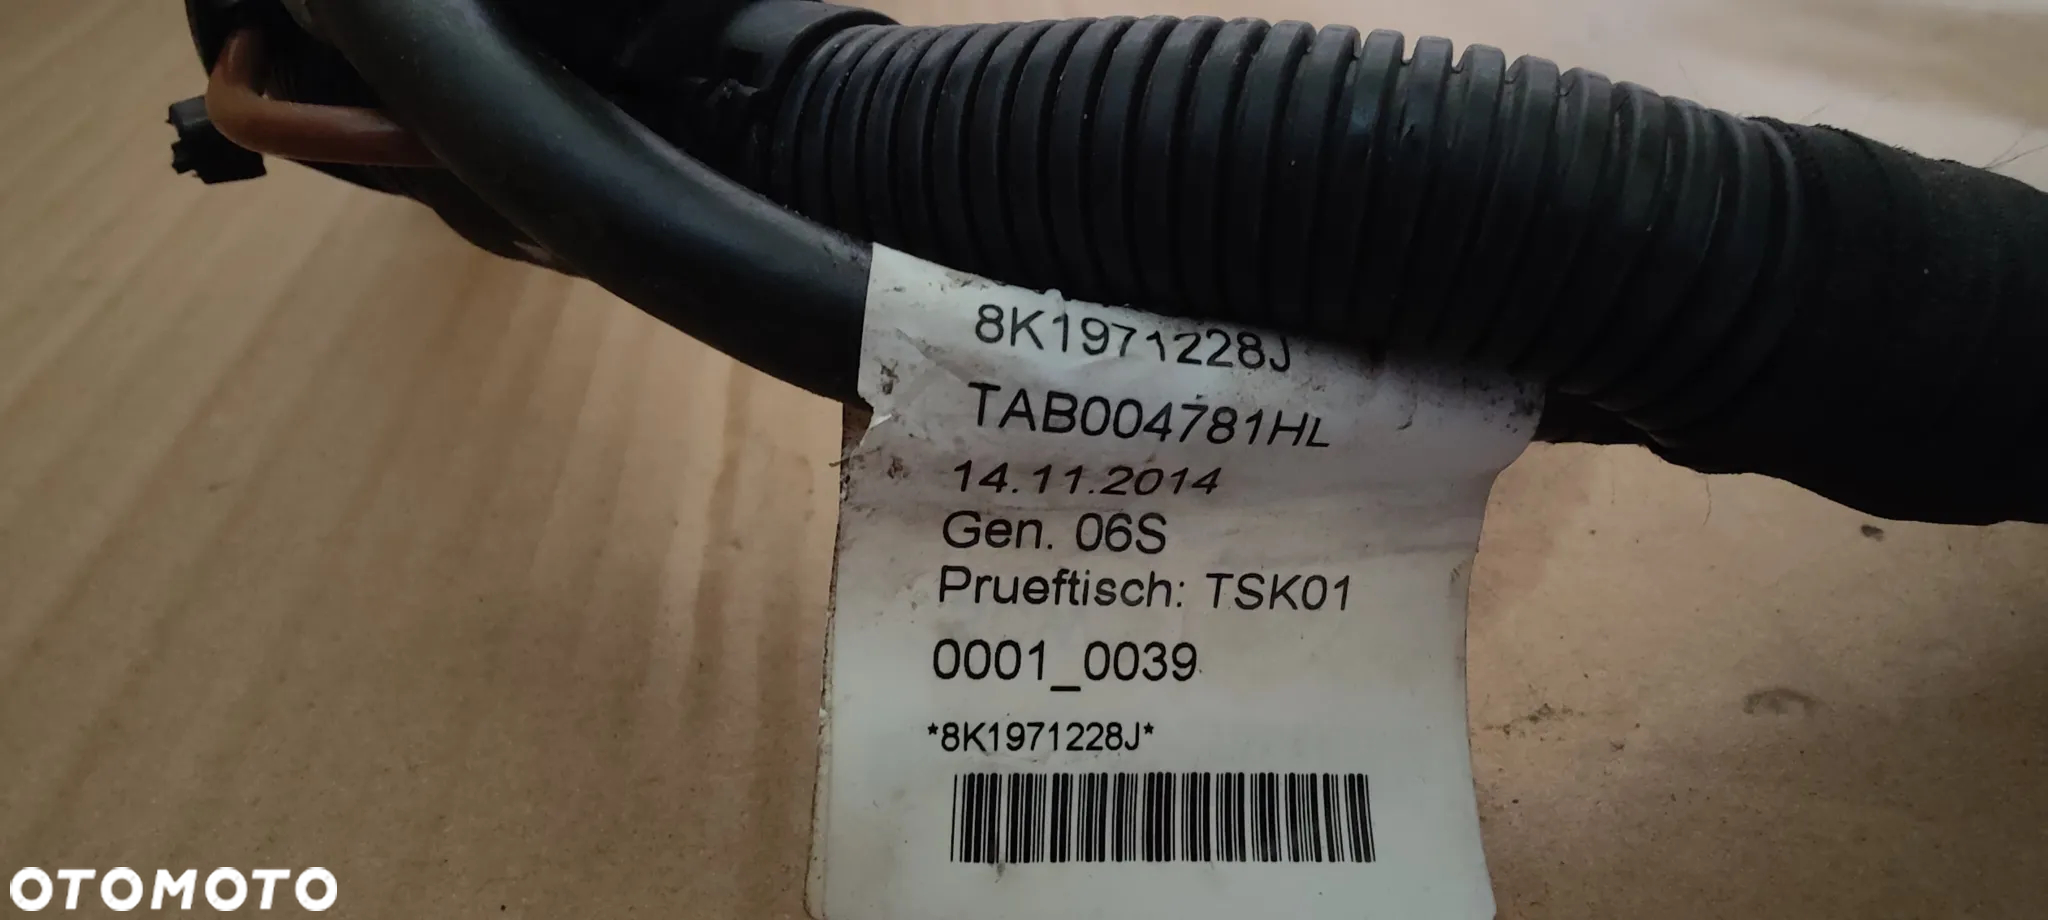 8K1971228J
TAB004781HL
14.11.2014
Gen. 06S
Prueftisch: TSK01
0001_0039
*8K1971228J*
OTOMOTO